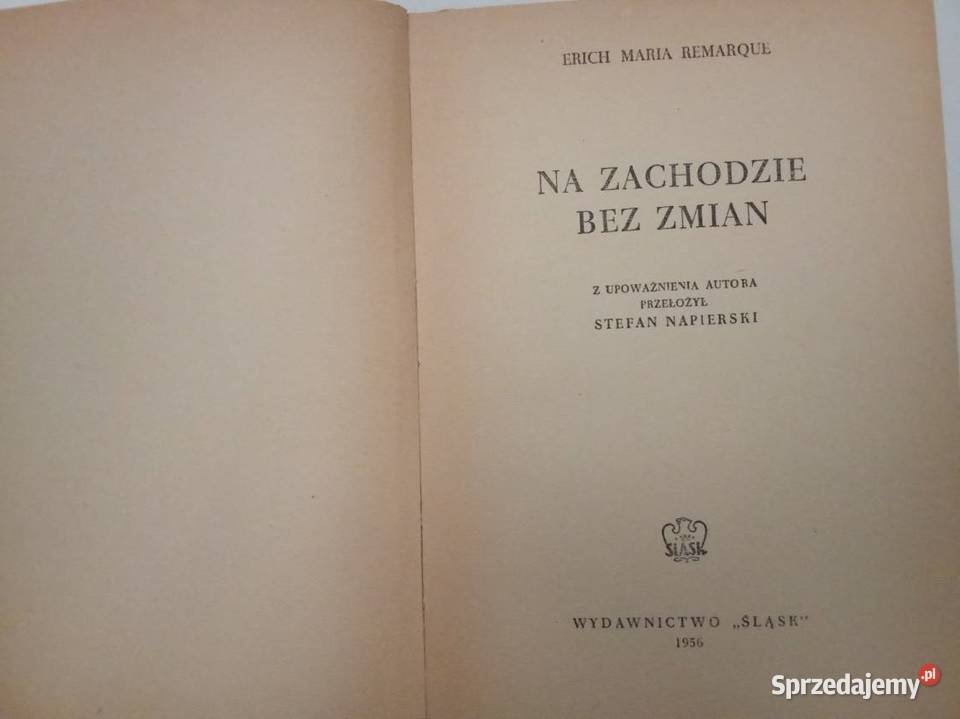 ERICH MARIA REMARQUE
NA ZACHODZIE
BEZ ZMIAN
Z UPOWAŻNIENIA AUTORA
PRZEŁOŻYŁ
STEFAN NAPIERSKI
ŚLĄSK
WYDAWNICTWO „ŚLĄSK"
1956
Sprzedajemy.pl